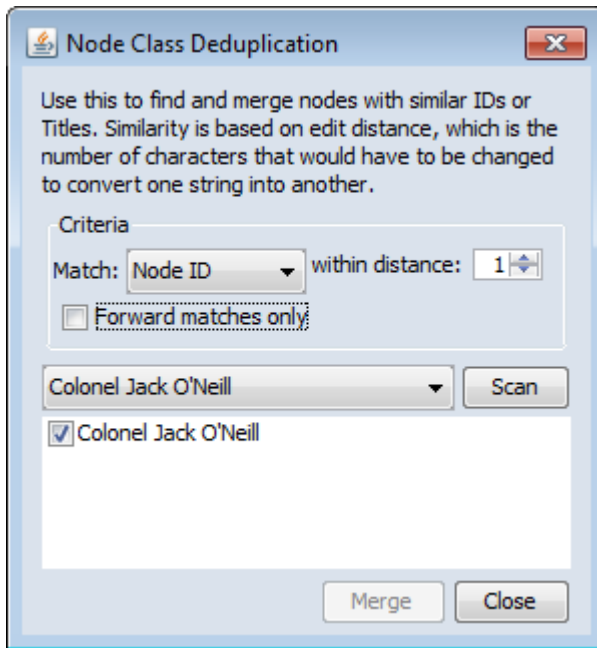 Node Class Deduplication
Use this to find and merge nodes with similar IDs or
Titles. Similarity is based on edit distance, which is the
number of characters that would have to be changed
to convert one string into another.
Criteria
Match: Node ID within distance: 1
Forward matches only
Colonel Jack O'Neill Scan
Colonel Jack O'Neill
Merge Close